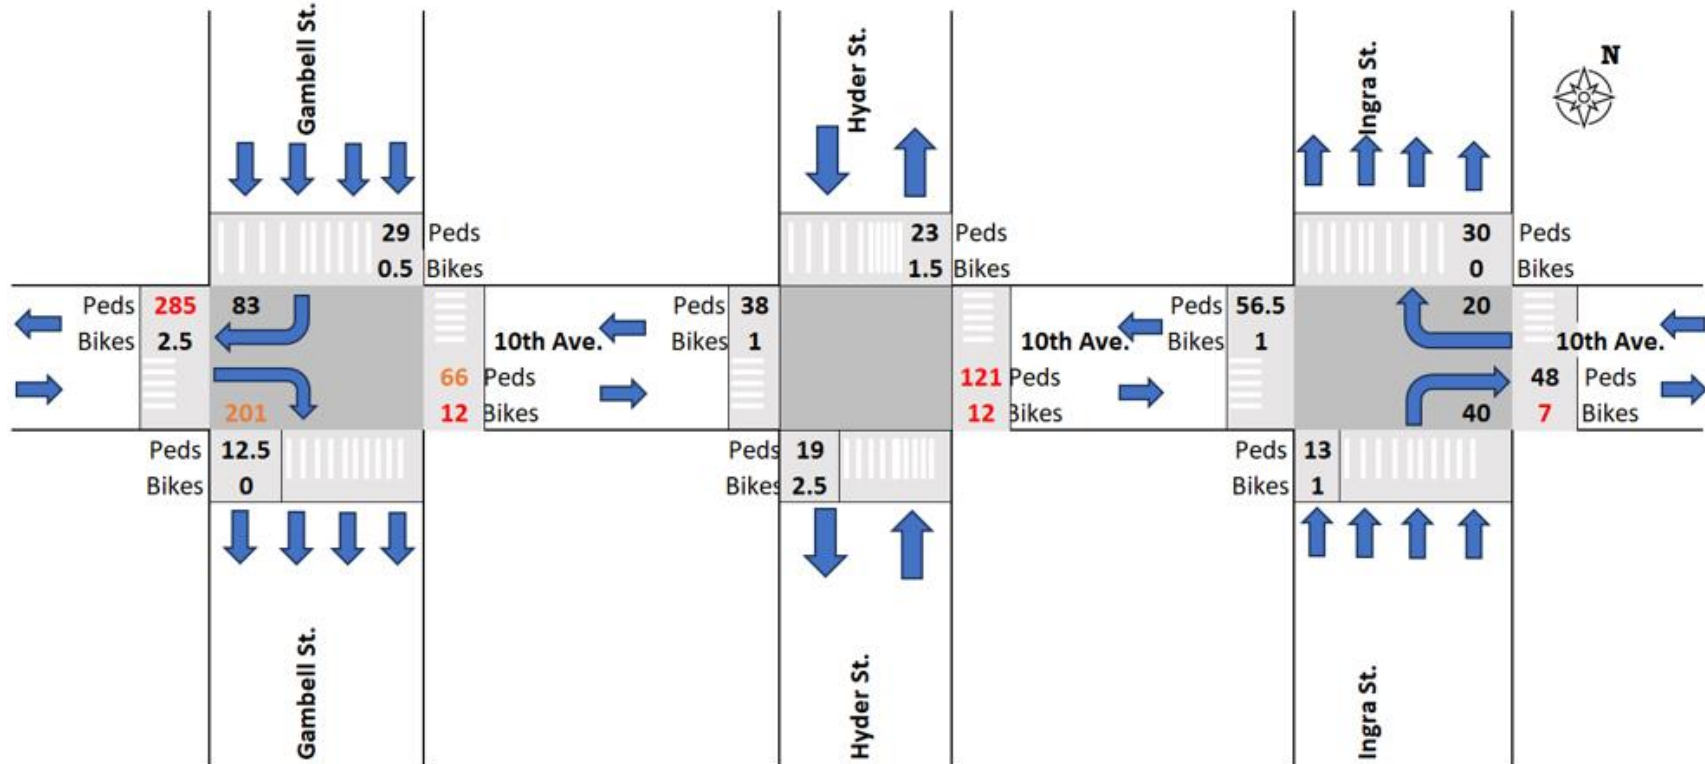 Gambell St.
Hyder St.
Ingra St.
N
29 Peds
0.5 Bikes
23 Peds
1.5 Bikes
30 Peds
0 Bikes
Peds 285 83
Bikes 2.5
10th Ave.
66 Peds
201 12 Bikes
Peds 38
Bikes 1
10th Ave.
121 Peds
12 Bikes
Peds 56.5 20
Bikes 1
10th Ave.
48 Peds
40 7 Bikes
Peds 12.5
Bikes 0
Peds 19
Bikes 2.5
Peds 13
Bikes 1
Gambell St.
Hyder St.
Ingra St.